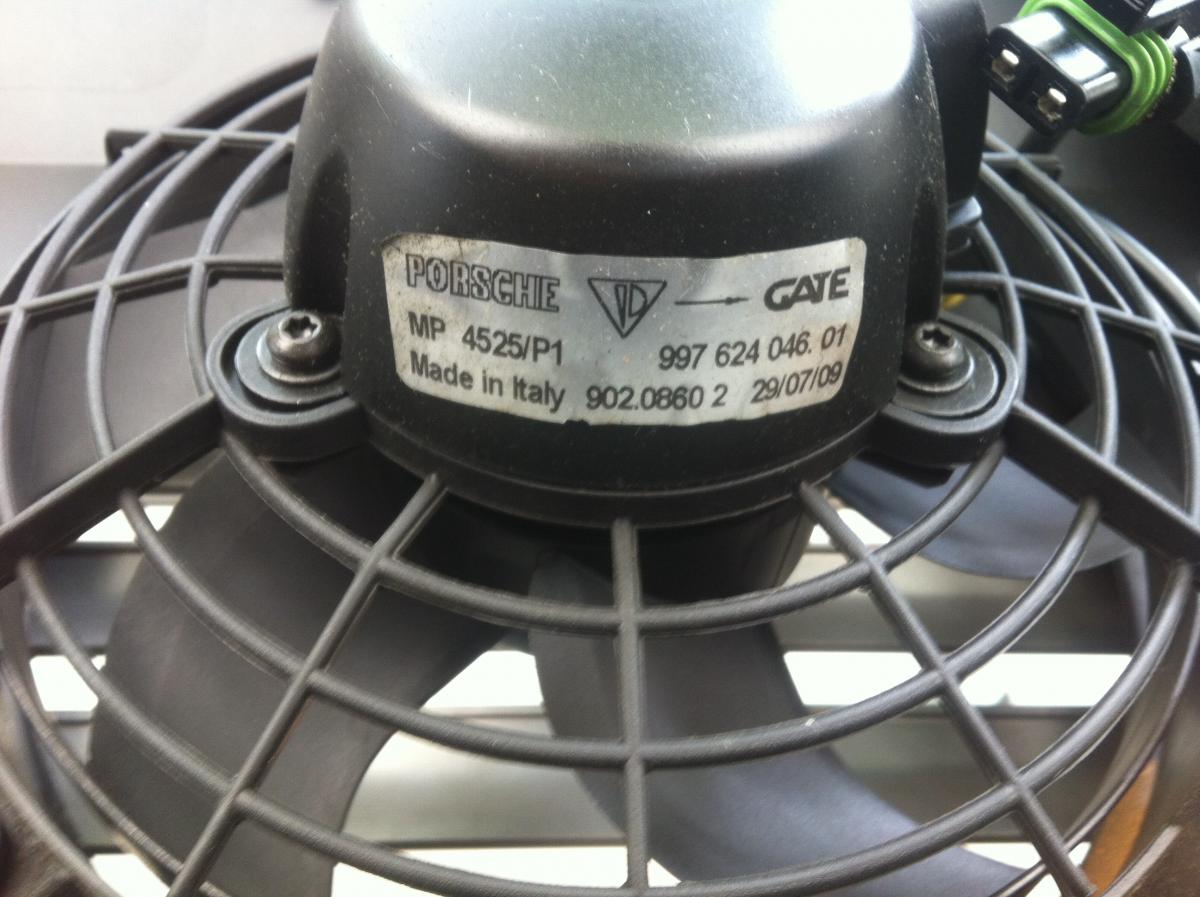 PORSCHE GATE
MP 4525/P1 997 624 046. 01
Made in Italy 902.0860 2 29/07/09